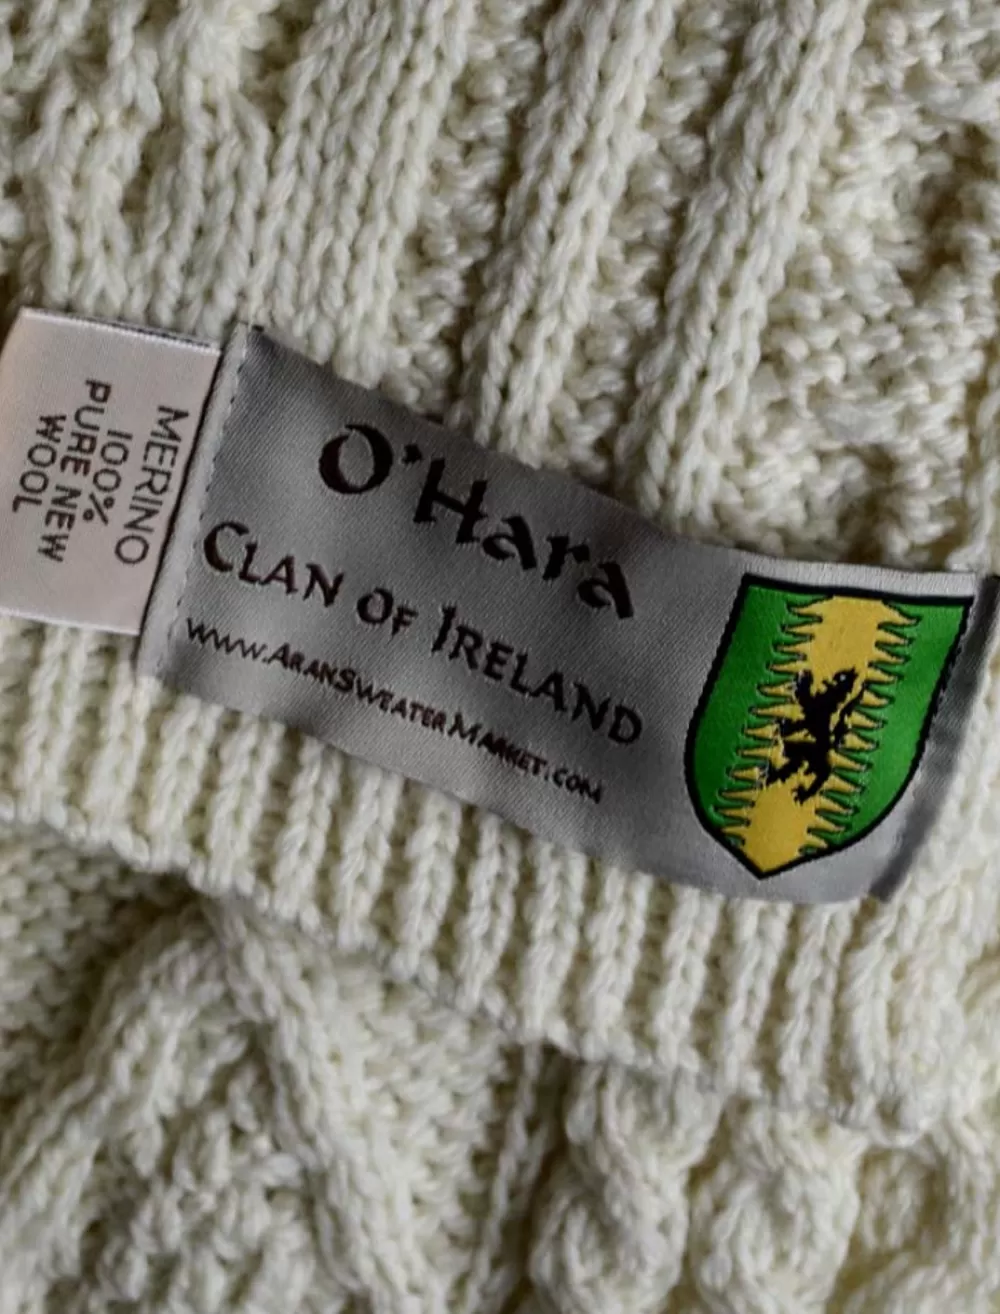 O'Hara
Clan of Ireland
www.AranSweaterMarket.com
MERINO
100%
PURE NEW
WOOL